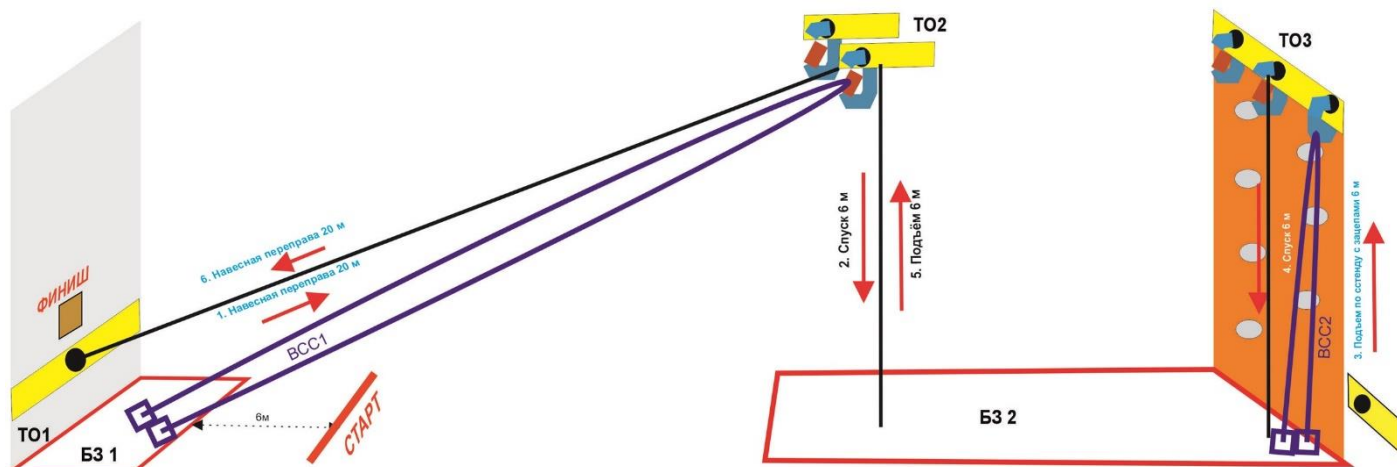 ТО2
ТО3
ФИНИШ
6. Навесная переправа 20 м
1. Навесная переправа 20 м
ВСС1
2. Спуск 6 м
5. Подъём 6 м
4. Спуск 6 м
ВСС2
3. Подъем по сстенду с зацепами 6 м
ТО1
БЗ 1
6м
СТАРТ
БЗ 2